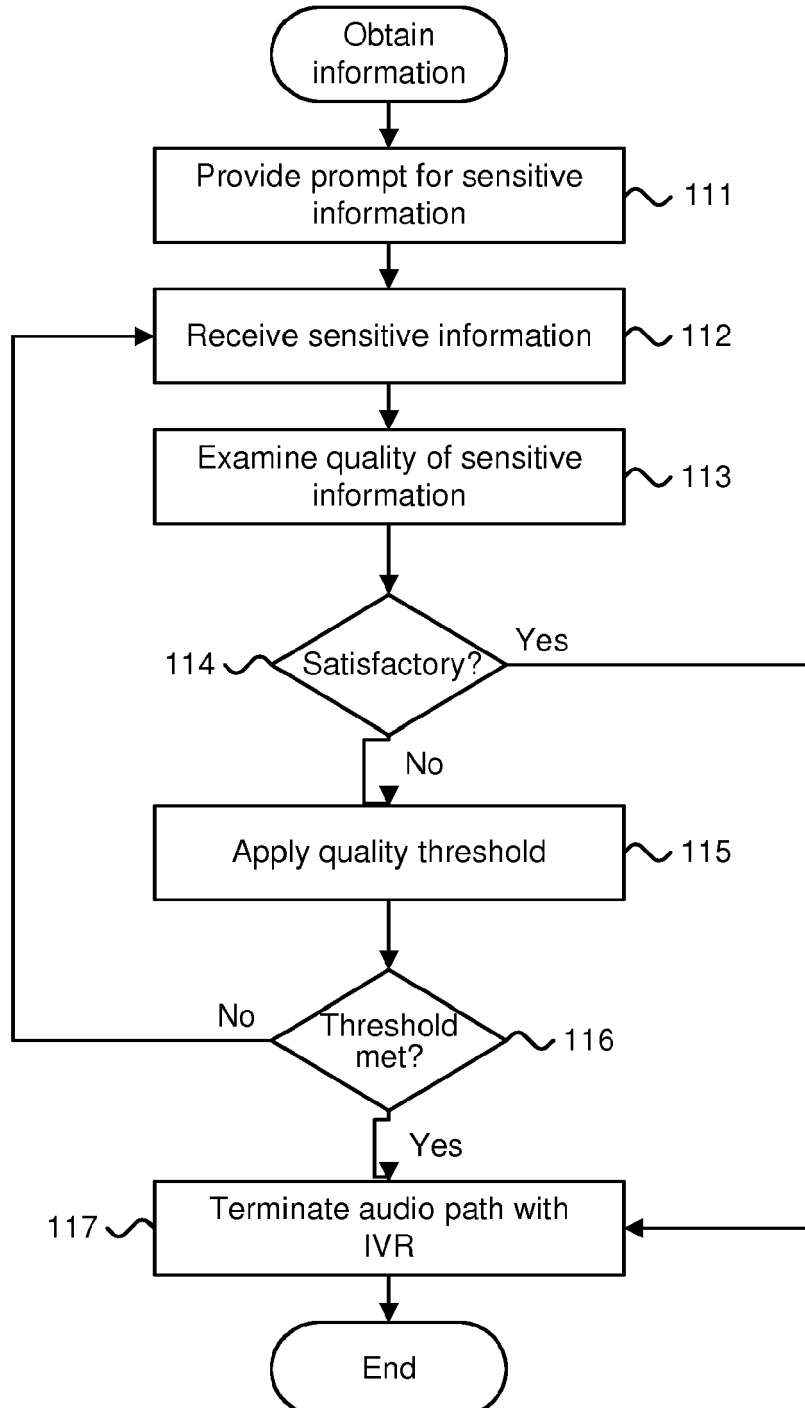 Obtain
information
Provide prompt for sensitive
information
111
Receive sensitive information
112
Examine quality of sensitive
information
113
114
Satisfactory?
Yes
No
Apply quality threshold
115
No
Threshold
met?
116
Yes
117
Terminate audio path with
IVR
End